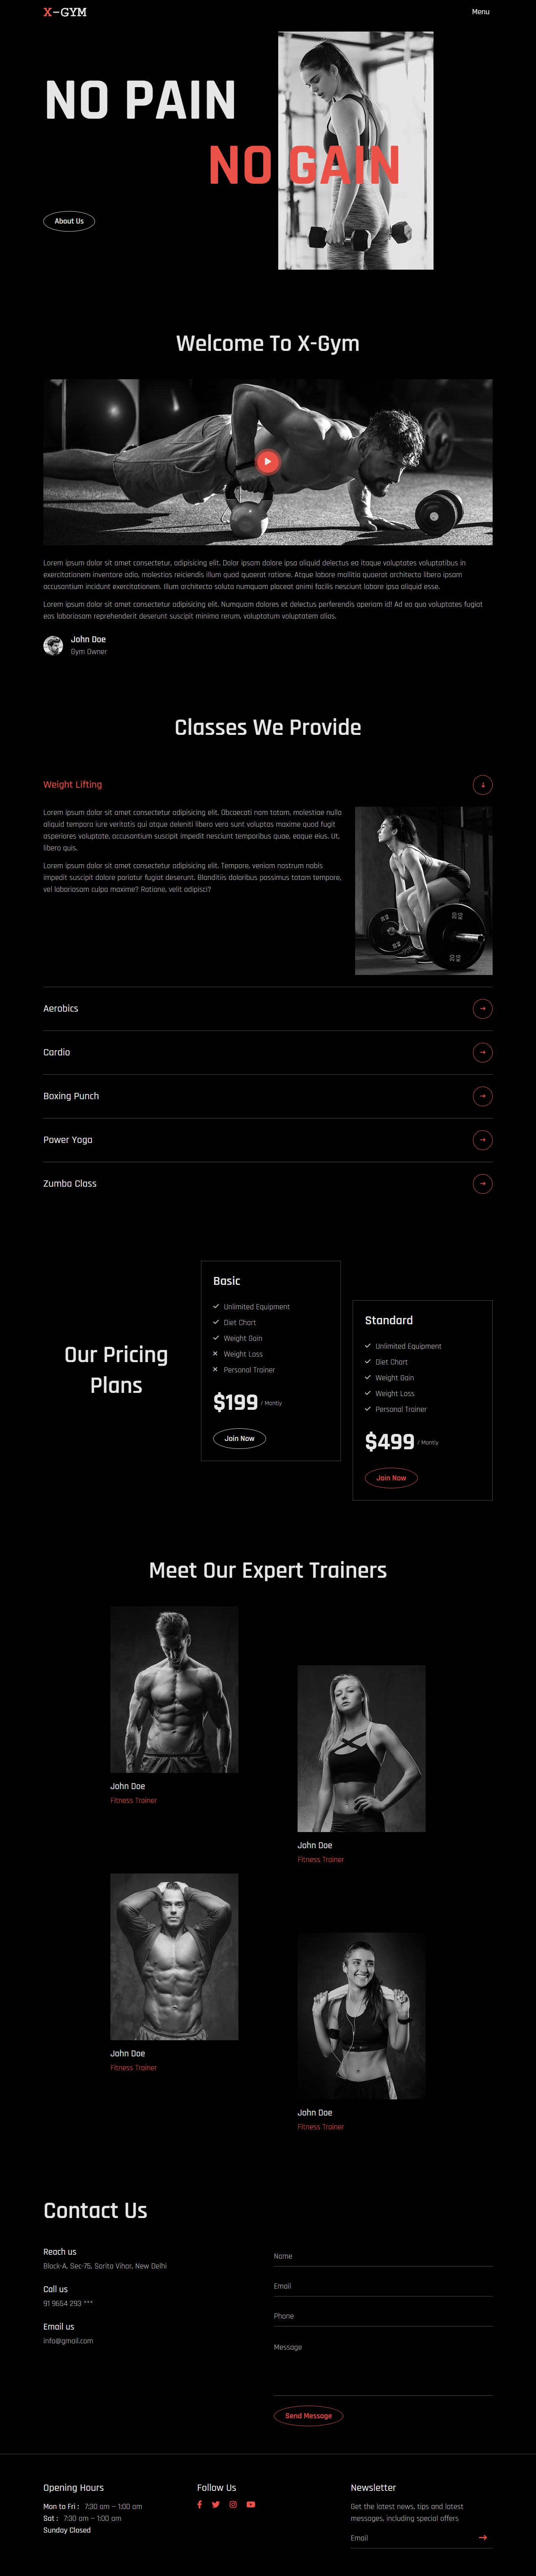 X-GYM
Menu
NO PAIN
NO GAIN
About Us
Welcome To X-Gym
Lorem ipsum dolor sit amet consectetur, adipisicing elit. Dolor ipsam dolore ipsa aliquid delectus ea itaque voluptates voluptatibus in
exercitationem inventore odio, molestias reiciendis illum quod quaerat ratione. Atque labore mollitia quaerat architecto libero ipsam
accusantium incidunt exercitationem. Illum architecto soluta numquam placeat animi facilis nesciunt labore ipsa aliquid esse.
Lorem ipsum dolor sit amet consectetur adipisicing elit. Numquam dolores et delectus perferendis aperiam id! Ad ea quo voluptates fugiat
eos laboriosam reprehenderit deserunt suscipit minima rerum, voluptatum voluptatem alias.
John Doe
Gym Owner
Classes We Provide
Weight Lifting
Lorem ipsum dolor sit amet consectetur adipisicing elit. Obcaecati nam totam, molestiae nulla
aliquid tempora iure veritatis qui atque deleniti libero vero sunt voluptas maxime quod fugit
asperiores voluptate, accusantium suscipit impedit nesciunt temporibus quae, eaque eius. Ut,
libero quis.
Lorem ipsum dolor sit amet consectetur adipisicing elit. Tempore, veniam nostrum nobis
impedit suscipit dolore pariatur fugiat deserunt. Blanditiis doloribus possimus totam tempore,
vel laboriosam culpa maxime? Ratione, velit adipisci?
20 KG
20 KG
Aerobics
Cardio
Boxing Punch
Power Yoga
Zumba Class
Our Pricing
Plans
Basic
Unlimited Equipment
Diet Chart
Weight Gain
Weight Loss
Personal Trainer
$199 / Montly
Join Now
Standard
Unlimited Equipment
Diet Chart
Weight Gain
Weight Loss
Personal Trainer
$499 / Montly
Join Now
Meet Our Expert Trainers
John Doe
Fitness Trainer
John Doe
Fitness Trainer
John Doe
Fitness Trainer
John Doe
Fitness Trainer
Contact Us
Reach us
Block-A, Sec-75, Sarita Vihar, New Delhi
Call us
91 9654 293 ***
Email us
info@gmail.com
Name
Email
Phone
Message
Send Message
Opening Hours
Mon to Fri : 7:30 am – 1:00 am
Sat : 7:30 am – 1:00 am
Sunday Closed
Follow Us
Newsletter
Get the latest news, tips and latest
messages, including special offers
Email